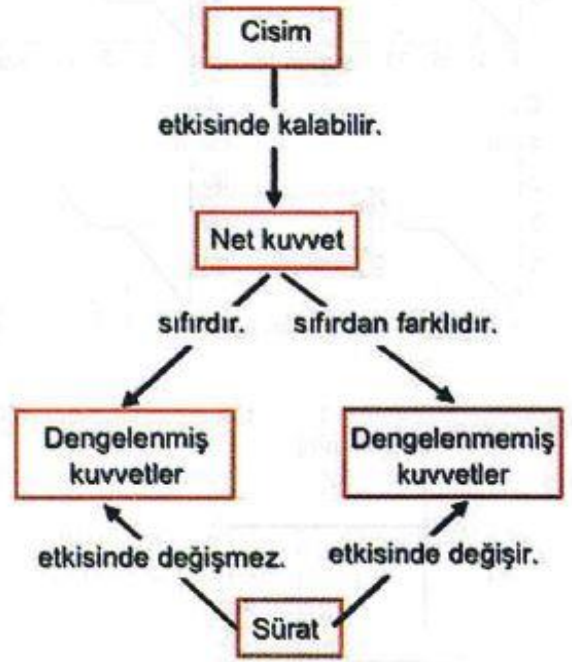 Cisim
etkisinde kalabilir.
Net kuvvet
sıfırdır.
sıfırdan farklıdır.
Dengelenmiş
kuvvetler
Dengelenmemiş
kuvvetler
etkisinde değişmez.
etkisinde değişir.
Sürat